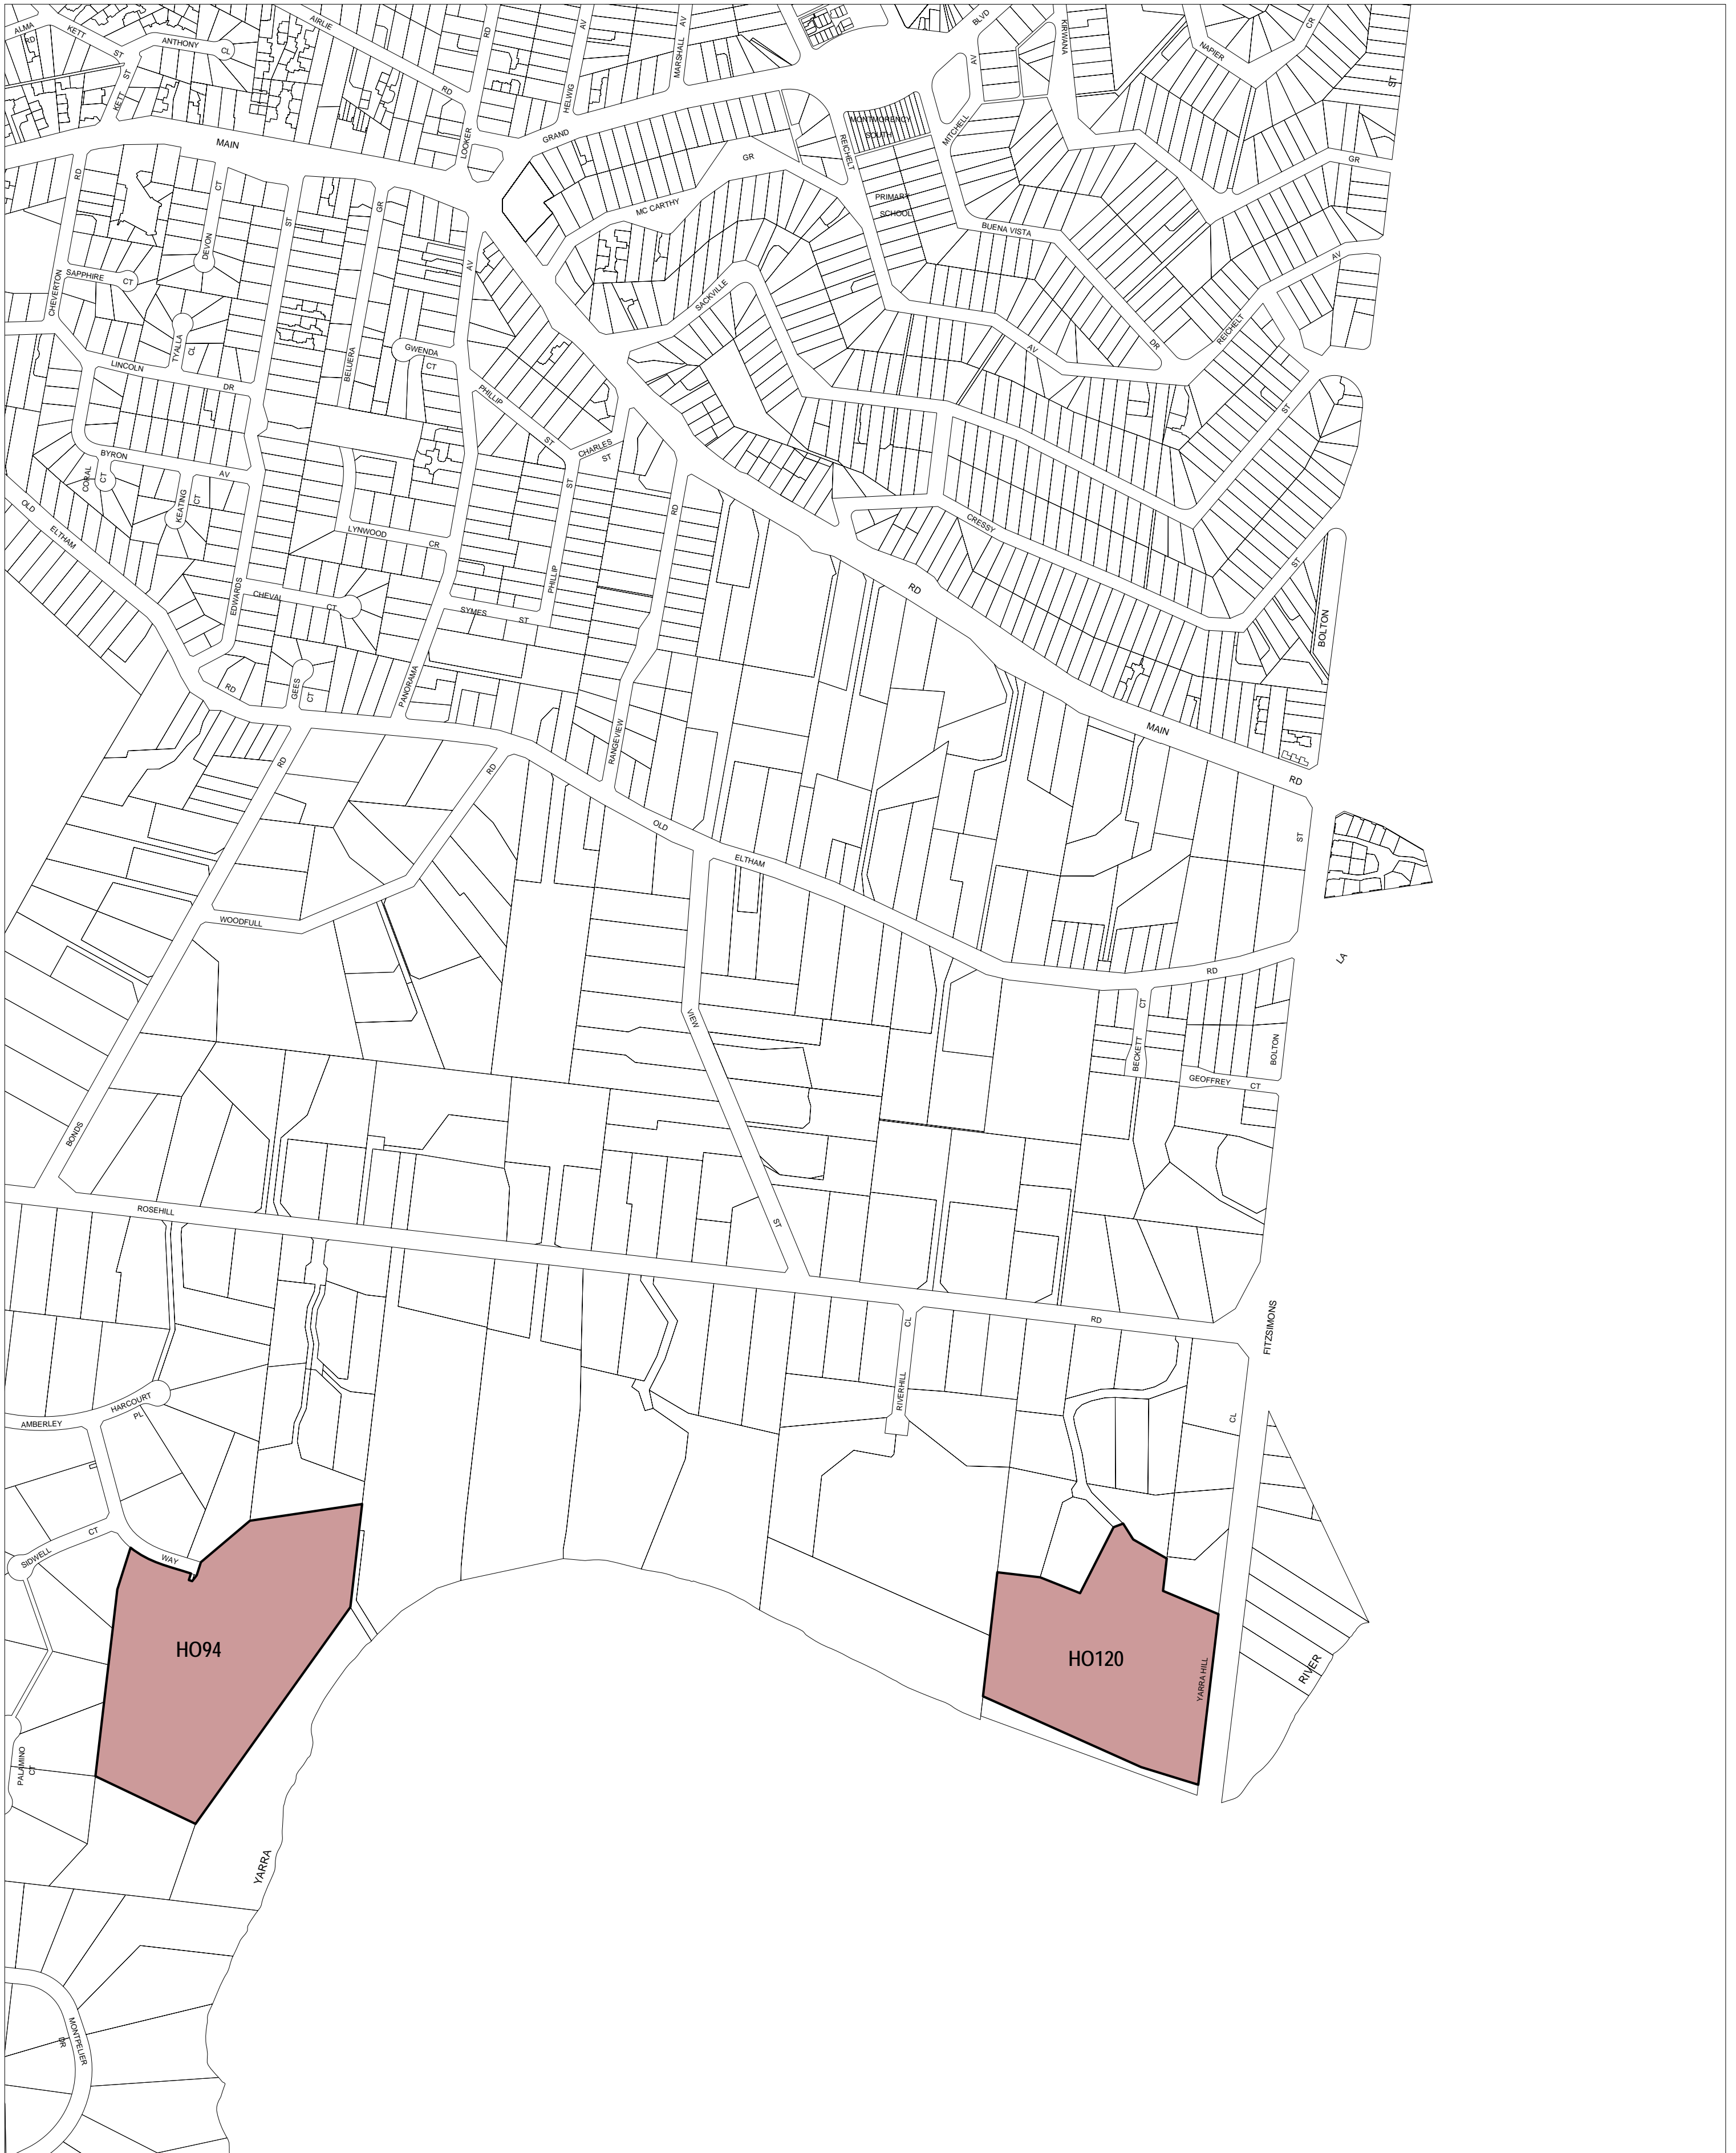 ALMA
RD
KETT
ST
ANTHONY
CL
AIRLIE
RD
RD
AV
HELWIG
MARSHALL
AV
BLVD
AV
KIRWANA
NAPIER
CR
ST
KETT
ST
MAIN
LOOKER
GRAND
GR
REICHELT
MONTMORENCY
SOUTH
PRIMARY
SCHOOL
MITCHELL
GR
RD
CT
ST
GR
AV
MC CARTHY
BUENA VISTA
AV
CHEVERTON
SAPPHIRE
CT
DEVON
SACKVILLE
AV
DR
REICHELT
ST
TYALLA
CL
LINCOLN
DR
BELUERA
GWENDA
CT
PHILLIP
ST
CHARLES
ST
BYRON
AV
CORAL
CT
KEATING
CT
OLD
ELTHAM
LYNWOOD
CR
ST
PHILLIP
RD
CRESSY
ST
RD
BOLTON
EDWARDS
CHEVAL
CT
SYMES
ST
RD
GEES
CT
PANORAMA
RANGEVIEW
MAIN
RD
ST
RD
RD
OLD
ELTHAM
RD
LA
WOODFULL
VIEW
ST
CT
BECKETT
BOLTON
GEOFFREY
CT
BONDS
ROSEHILL
RD
FITZSIMONS
CL
RIVERHILL
CL
AMBERLEY
HARCOURT
PL
SIDWELL
CT
WAY
HO94
HO120
YARRA HILL
RIVER
PALAMINO
CT
YARRA
MONTPELIER
DR